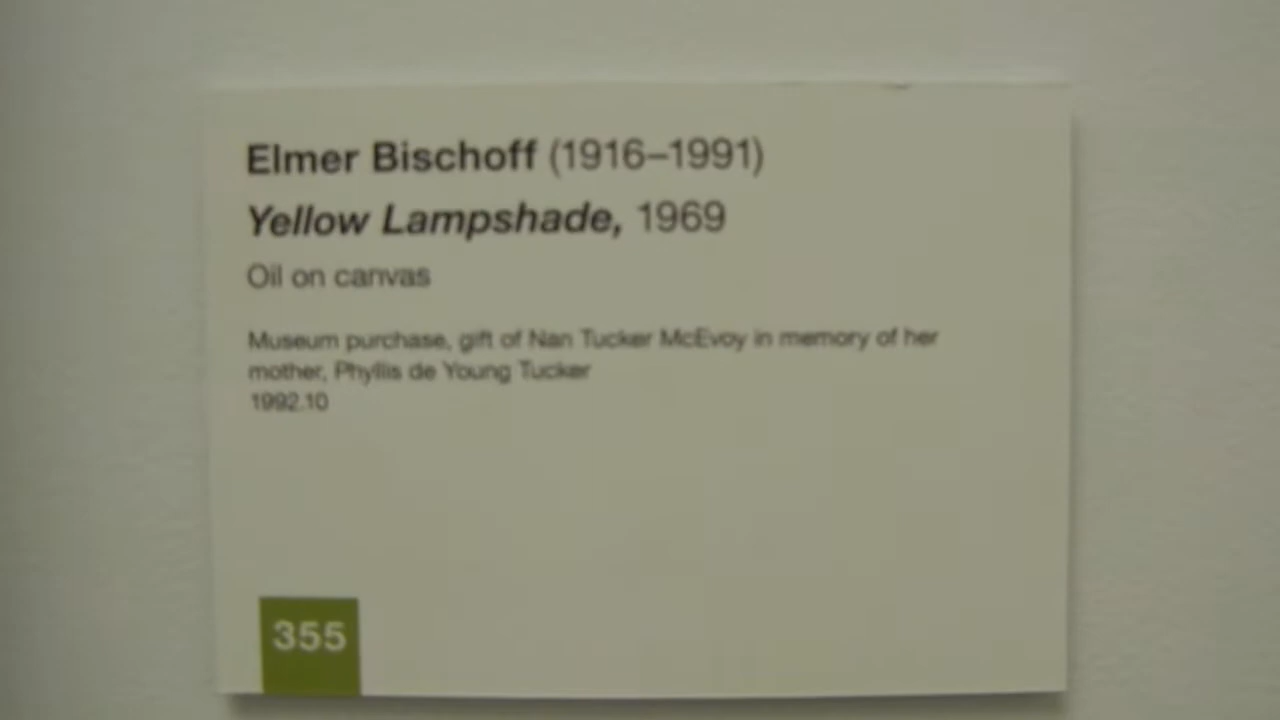 Elmer Bischoff (1916–1991)
Yellow Lampshade, 1969
Oil on canvas
Museum purchase, gift of Nan Tucker McEvoy in memory of her
mother, Phyllis de Young Tucker
1992.10
355